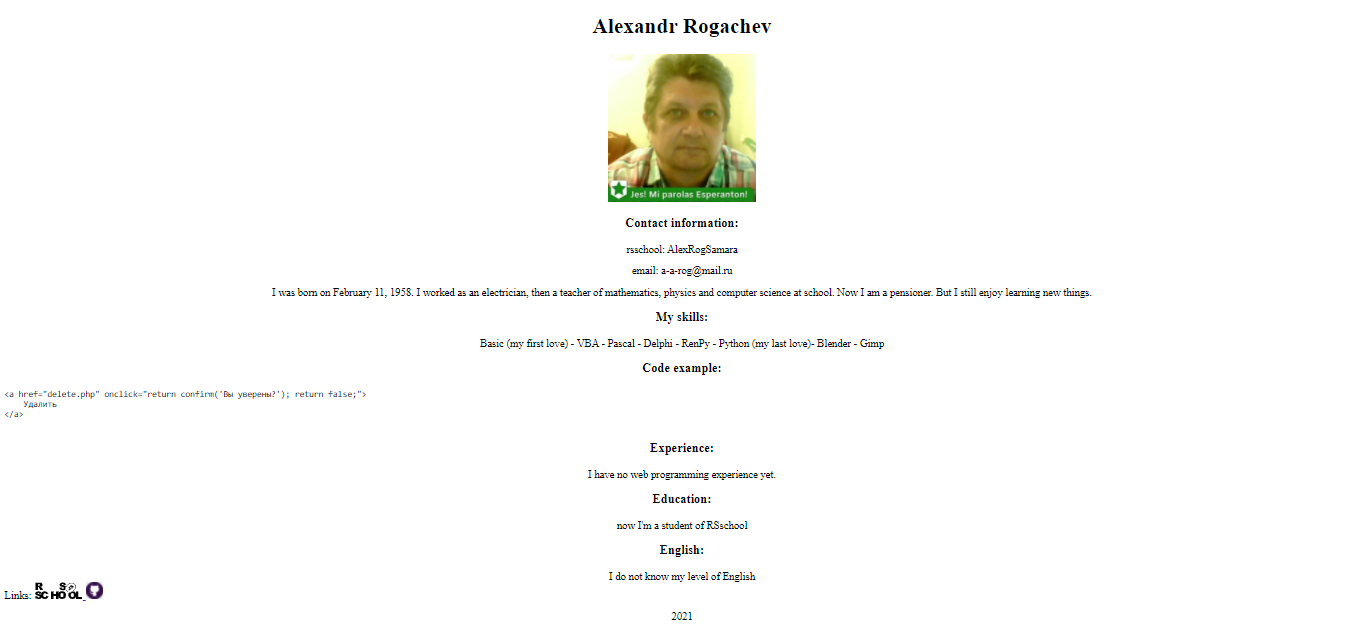 Alexandr Rogachev
Jes! Mi parolas Esperanton!
Contact information:
rsschool: AlexRogSamara
email: a-a-rog@mail.ru
I was born on February 11, 1958. I worked as an electrician, then a teacher of mathematics, physics and computer science at school. Now I am a pensioner. But I still enjoy learning new things.
My skills:
Basic (my first love) - VBA - Pascal - Delphi - RenPy - Python (my last love)- Blender - Gimp
Code example:
<a href="delete.php" onclick="return confirm('Вы уверены?'); return false;">
Удалить
</a>
Experience:
I have no web programming experience yet.
Education:
now I'm a student of RSschool
English:
I do not know my level of English
Links: RS SCHOOL
2021